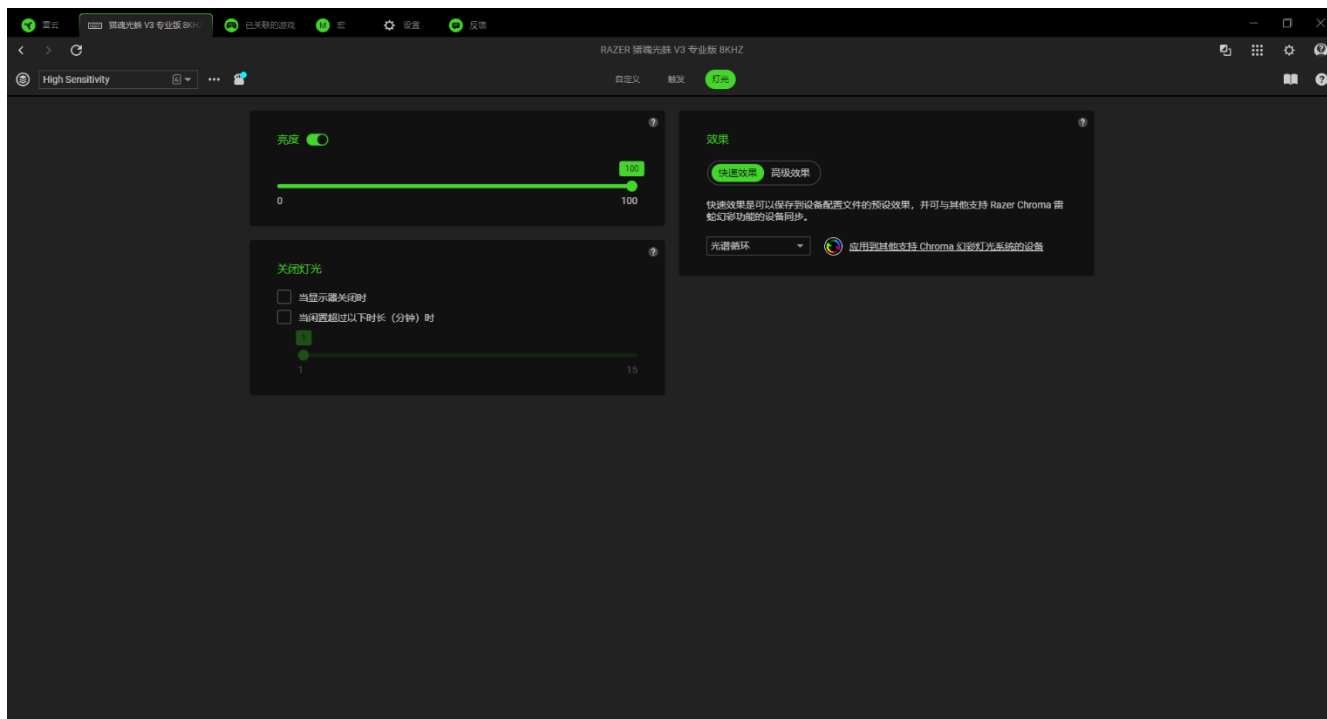 雷云
猎魂光蛛 V3 专业版 8KHZ
已关联的游戏
M
宏
设置
反馈
RAZER 猎魂光蛛 V3 专业版 8KHZ
High Sensitivity
4
自定义
触发
灯光
亮度
?
100
0
100
关闭灯光
?
当显示器关闭时
当闲置超过以下时长（分钟）时
1
1
15
效果
?
快速效果
高级效果
快速效果是可以保存到设备配置文件的预设效果，并可与其他支持 Razer Chroma 雷
蛇幻彩功能的设备同步。
光谱循环
应用到其他支持 Chroma 幻彩灯光系统的设备